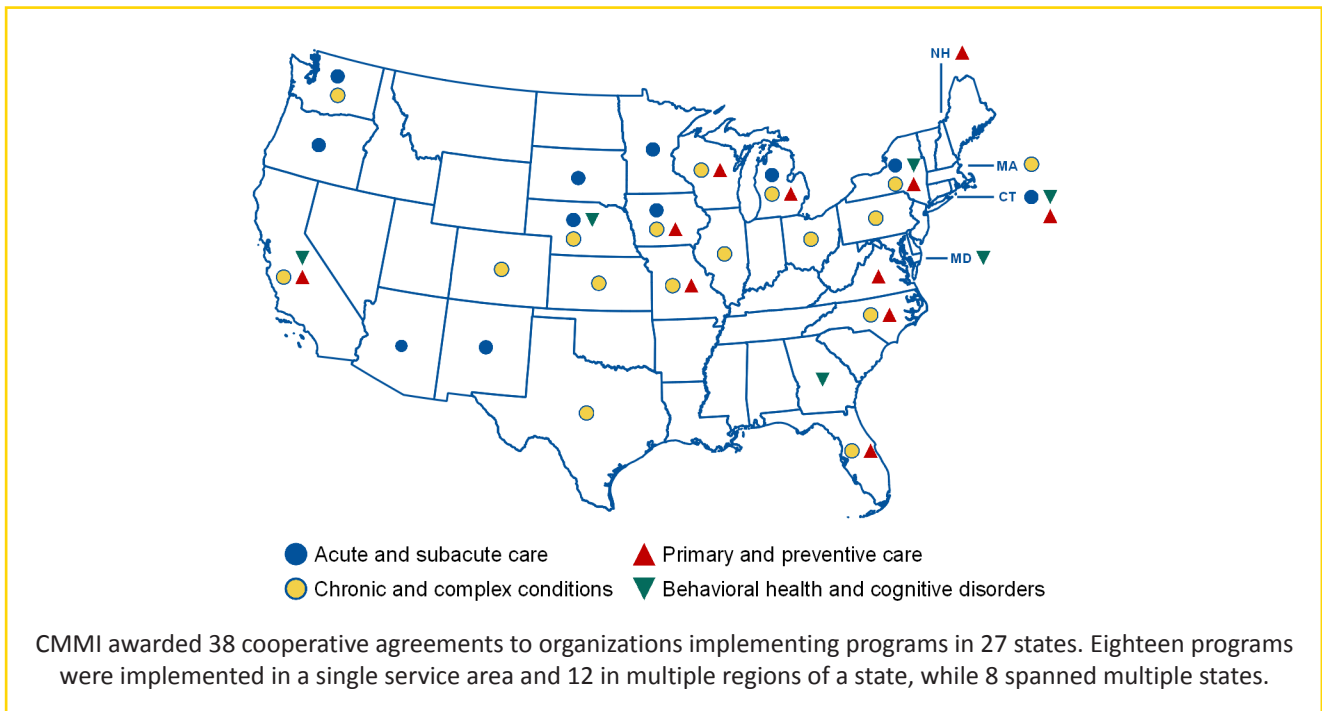 NH
MA
CT
MD
Acute and subacute care
Primary and preventive care
Chronic and complex conditions
Behavioral health and cognitive disorders
CMMI awarded 38 cooperative agreements to organizations implementing programs in 27 states. Eighteen programs
were implemented in a single service area and 12 in multiple regions of a state, while 8 spanned multiple states.